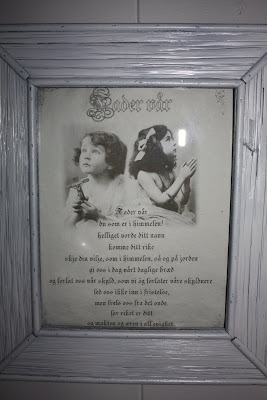 Fader vår
Fader vår
du som er i himmelen!
helliget vorde ditt navn
komme ditt rike
skje din vilje, som i himmelen, så og på jorden
gi oss i dag vårt daglige brød
og forlat oss vår skyld, som vi óg forlater våre skyldnere
led oss ikke inn i fristelse,
men frels oss fra det onde
for riket er ditt
og makten og æren i all evighet.